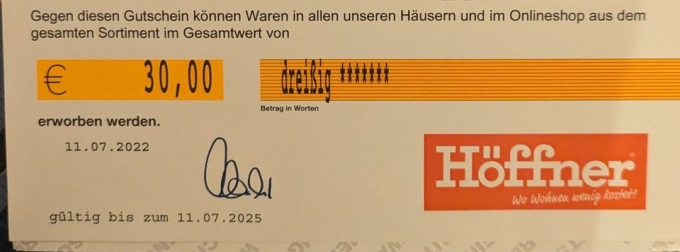 Gegen diesen Gutschein können Waren in allen unseren Häusern und im Onlineshop aus dem
gesamten Sortiment im Gesamtwert von
€ 30,00 dreißig *******
Betrag in Worten
erworben werden.
11.07.2022
Höffner®
Wo Wohnen wenig kostet!
gültig bis zum 11.07.2025